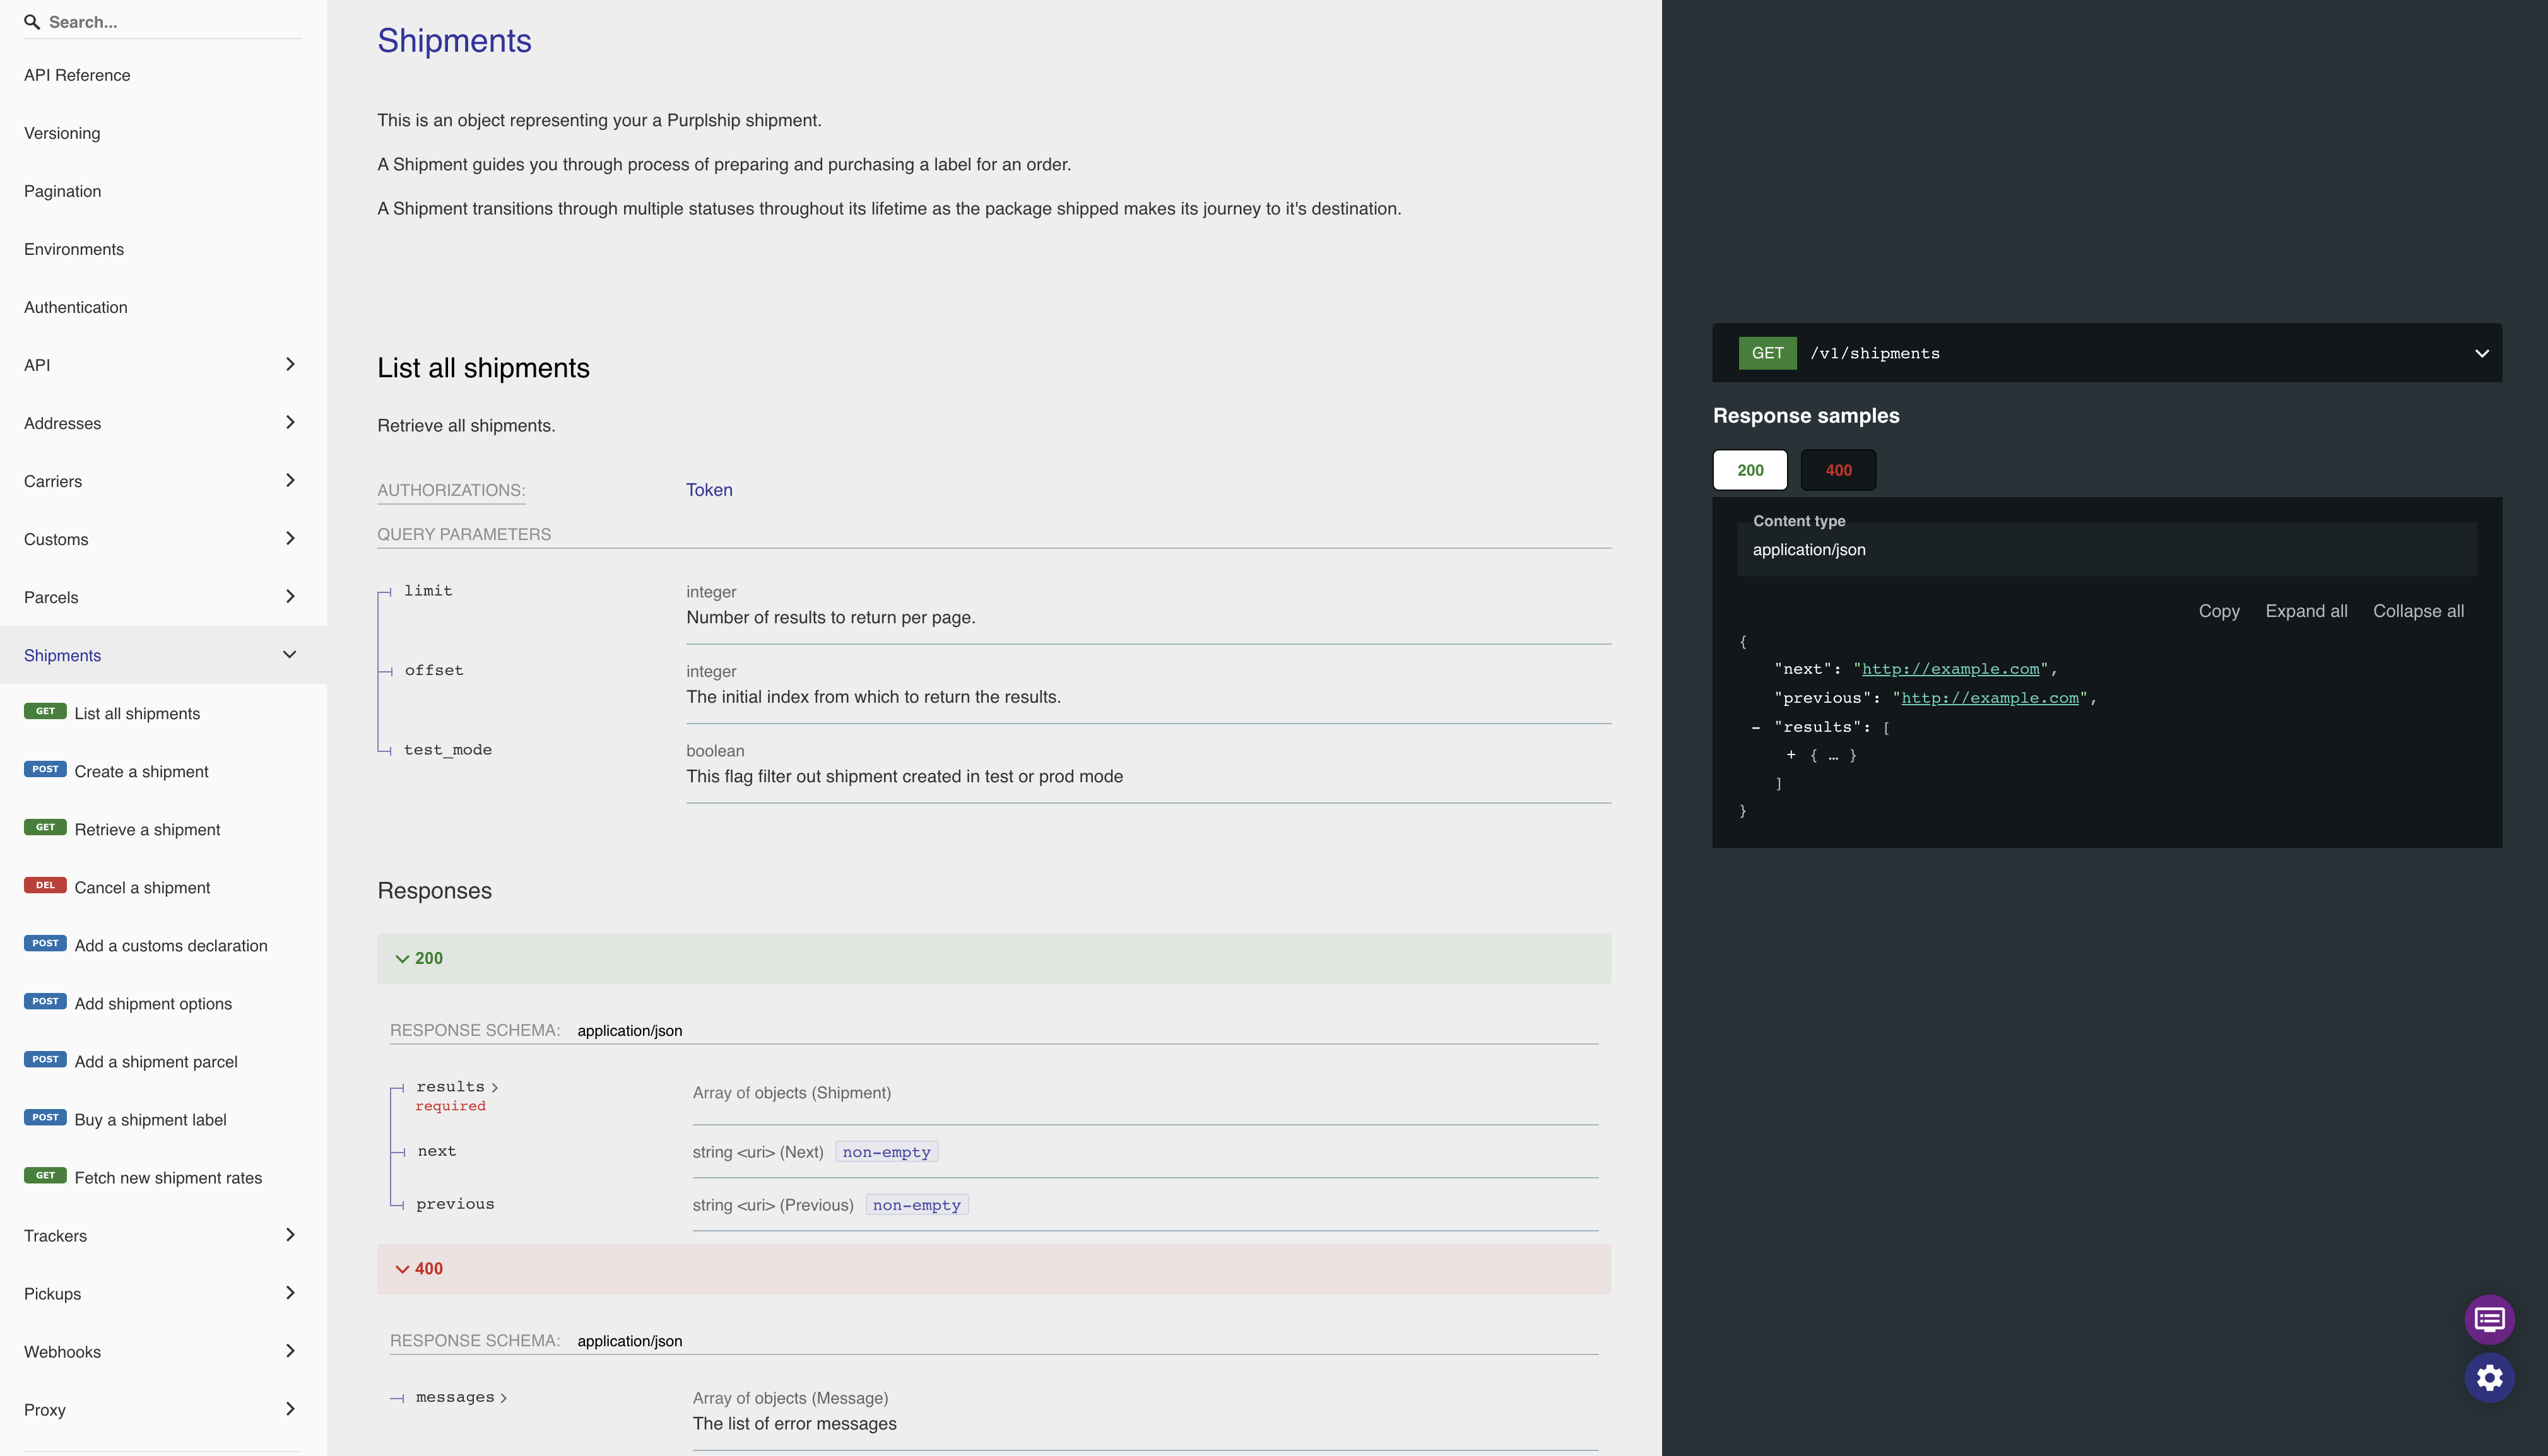 Search...
API Reference
Versioning
Pagination
Environments
Authentication
API
Addresses
Carriers
Customs
Parcels
Shipments
GET List all shipments
POST Create a shipment
GET Retrieve a shipment
DEL Cancel a shipment
POST Add a customs declaration
POST Add shipment options
POST Add a shipment parcel
POST Buy a shipment label
GET Fetch new shipment rates
Trackers
Pickups
Webhooks
Proxy
Shipments
This is an object representing your a Purplship shipment.
A Shipment guides you through process of preparing and purchasing a label for an order.
A Shipment transitions through multiple statuses throughout its lifetime as the package shipped makes its journey to it's destination.
List all shipments
Retrieve all shipments.
AUTHORIZATIONS: Token
QUERY PARAMETERS
limit integer
Number of results to return per page.
offset integer
The initial index from which to return the results.
test_mode boolean
This flag filter out shipment created in test or prod mode
Responses
200
RESPONSE SCHEMA: application/json
results > Array of objects (Shipment)
required
next string <uri> (Next) non-empty
previous string <uri> (Previous) non-empty
400
RESPONSE SCHEMA: application/json
messages > Array of objects (Message)
The list of error messages
GET /v1/shipments
Response samples
200 400
Content type
application/json
Copy Expand all Collapse all
{
"next": "http://example.com",
"previous": "http://example.com",
- "results": [
+ { … }
]
}